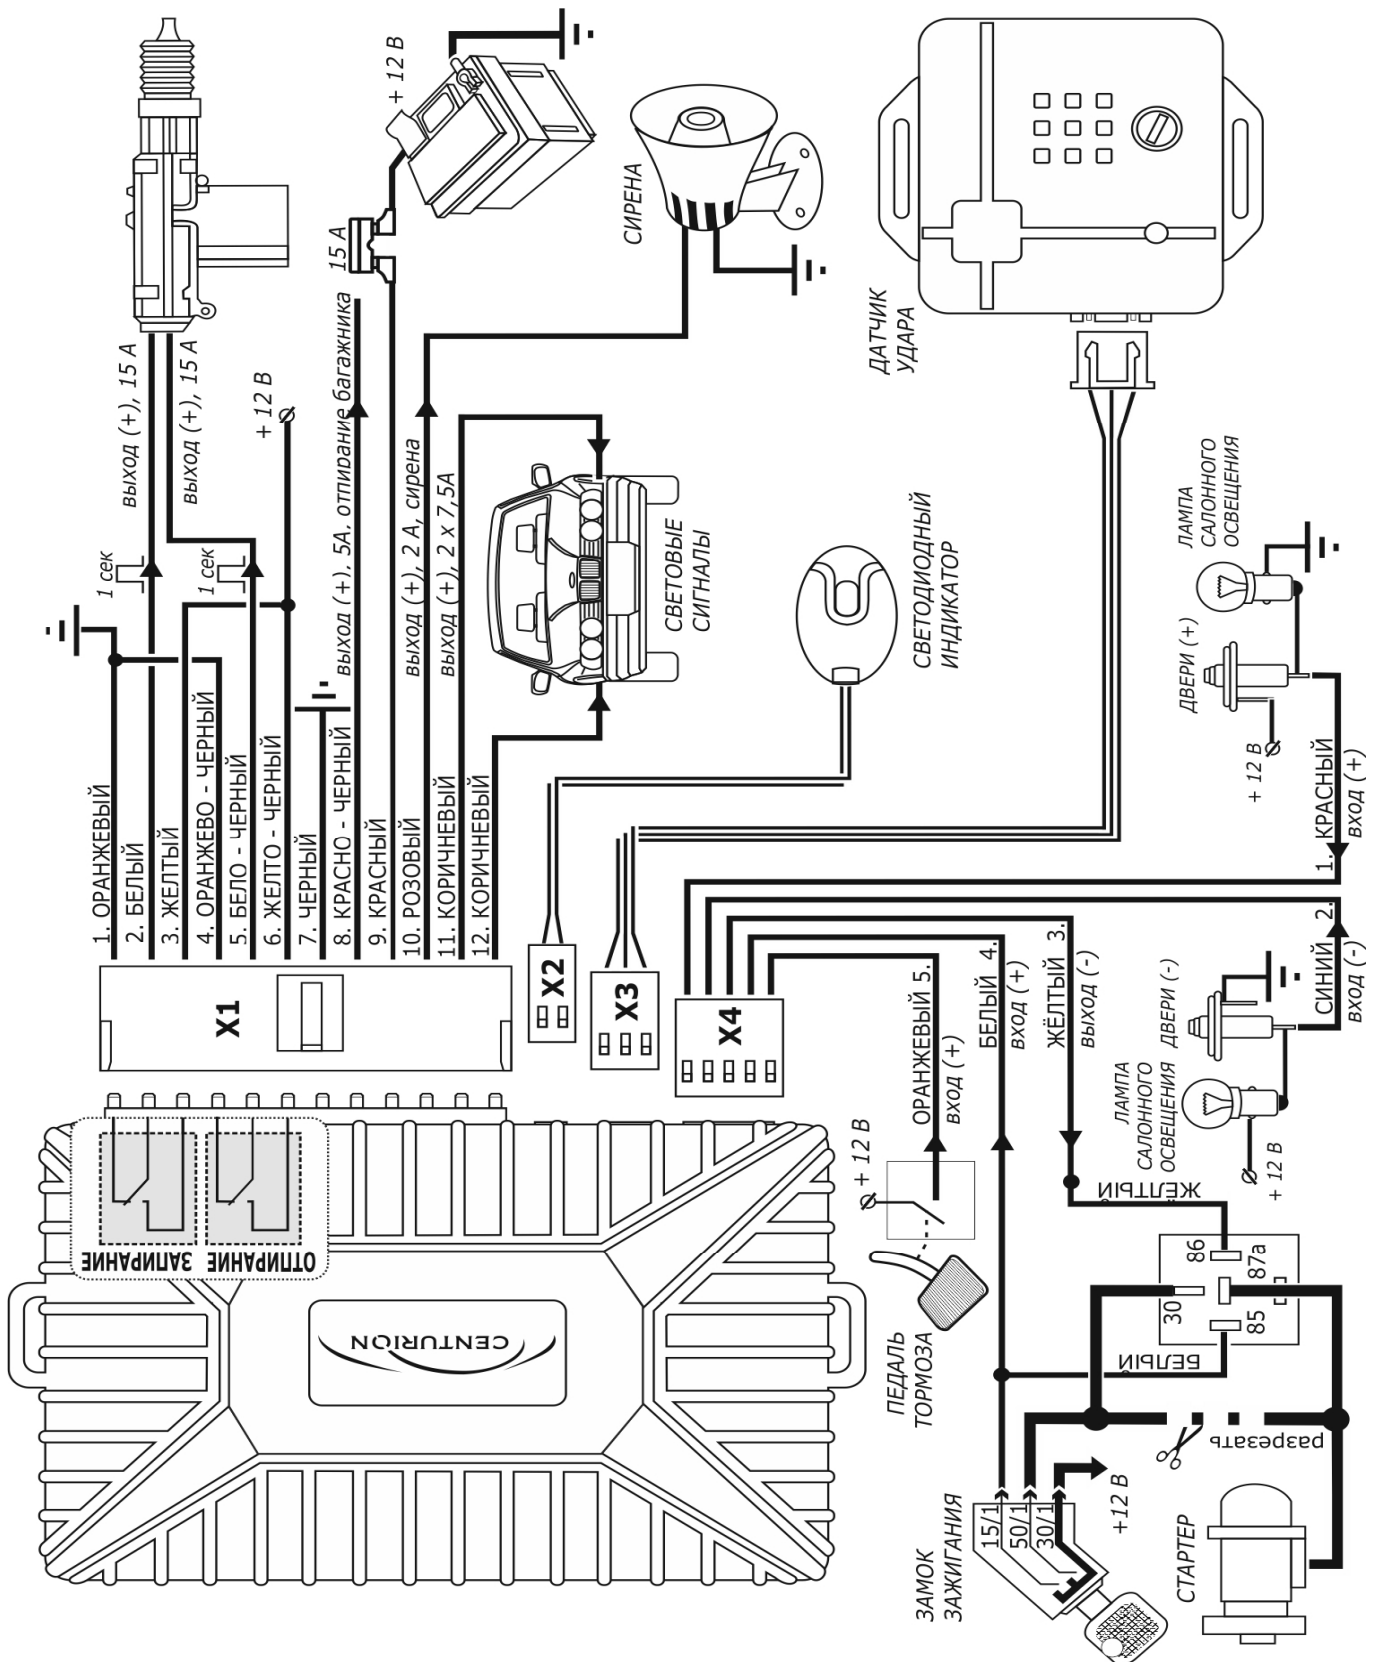 1. ОРАНЖЕВЫЙ
2. БЕЛЫЙ
3. ЖЕЛТЫЙ
4. ОРАНЖЕВО - ЧЕРНЫЙ
5. БЕЛО - ЧЕРНЫЙ
6. ЖЕЛТО - ЧЕРНЫЙ
7. ЧЕРНЫЙ
8. КРАСНО - ЧЕРНЫЙ
9. КРАСНЫЙ
10. РОЗОВЫЙ
11. КОРИЧНЕВЫЙ
12. КОРИЧНЕВЫЙ
1 сек
1 сек
выход (+), 15 А
выход (+), 15 А
+ 12 В
выход (+), 5А, отпирание багажника
15 А
+ 12 В
выход (+), 2 А, сирена
выход (+), 2 x 7,5А
СИРЕНА
СВЕТОВЫЕ
СИГНАЛЫ
СВЕТОДИОДНЫЙ
ИНДИКАТОР
ДАТЧИК
УДАРА
X1
X2
X3
X4
ЗАПИРАНИЕ
ОТПИРАНИЕ
CENTURION
ОРАНЖЕВЫЙ 5.
вход (+)
БЕЛЫЙ 4.
вход (+)
ЖЁЛТЫЙ 3.
выход (-)
СИНИЙ 2.
вход (-)
1. КРАСНЫЙ
вход (+)
ЛАМПА
САЛОННОГО
ОСВЕЩЕНИЯ
ДВЕРИ (+)
+ 12 В
ДВЕРИ (-)
ЛАМПА
САЛОННОГО
ОСВЕЩЕНИЯ
+ 12 В
+ 12 В
ПЕДАЛЬ
ТОРМОЗА
ЖЁЛТЫЙ
БЕЛЫЙ
86
87a
30
85
разрезать
ЗАМОК
ЗАЖИГАНИЯ
15/1
50/1
30/1
+12 В
СТАРТЕР